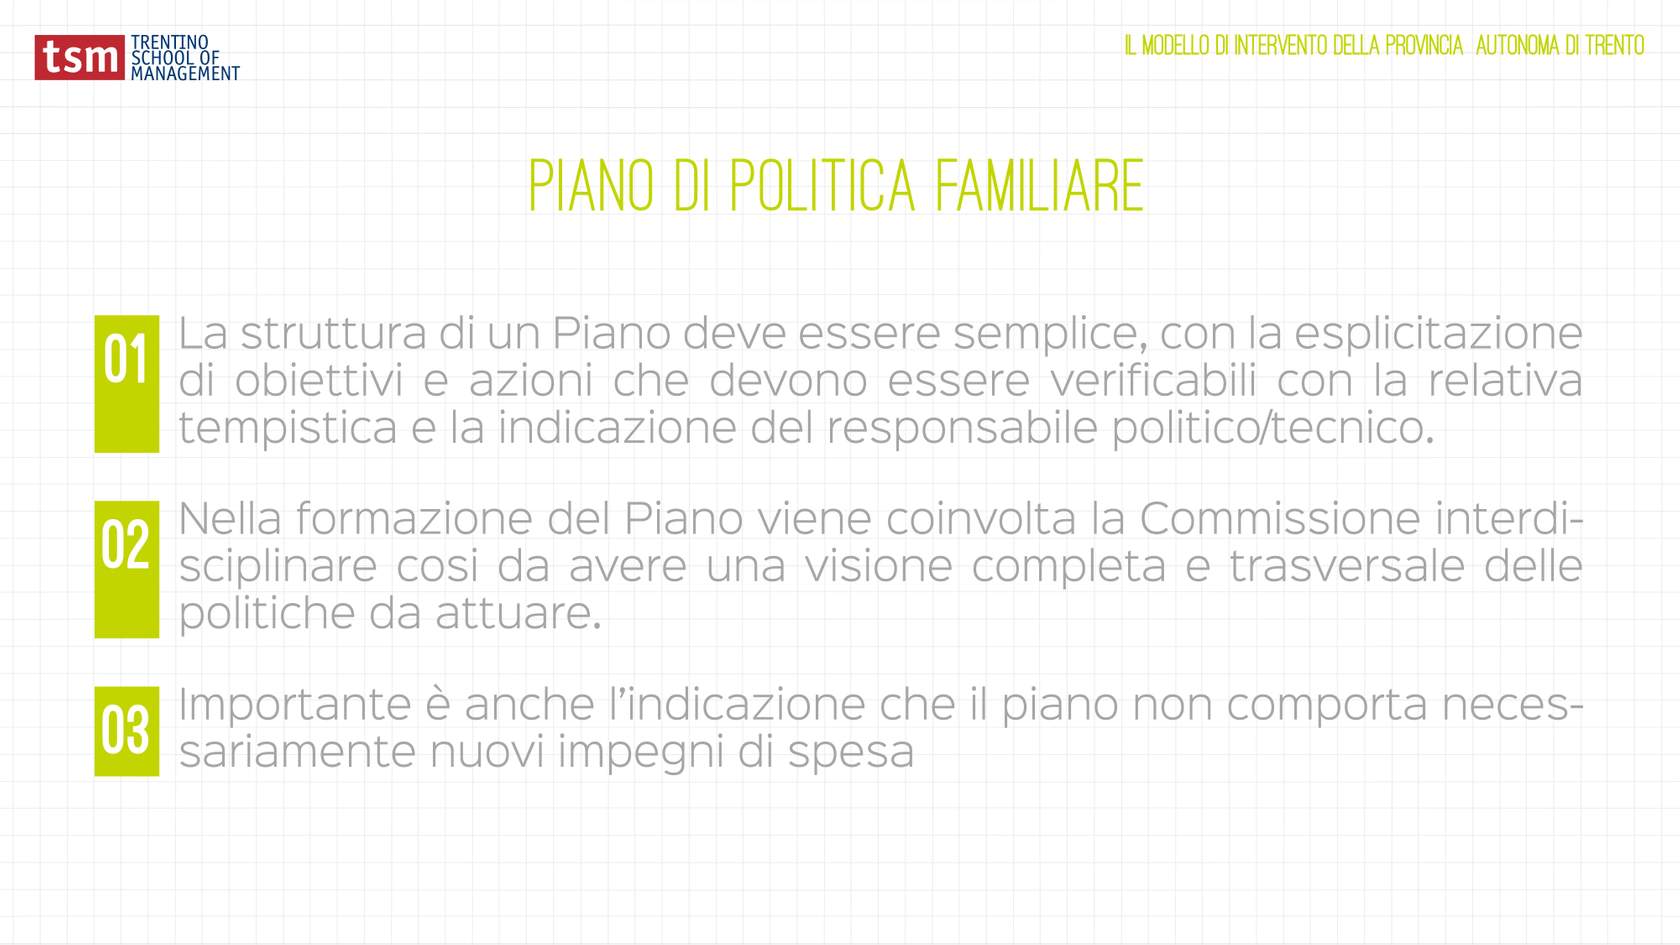 tsm TRENTINO
SCHOOL OF
MANAGEMENT
IL MODELLO DI INTERVENTO DELLA PROVINCIA AUTONOMA DI TRENTO
PIANO DI POLITICA FAMILIARE
01 La struttura di un Piano deve essere semplice, con la esplicitazione
di obiettivi e azioni che devono essere verificabili con la relativa
tempistica e la indicazione del responsabile politico/tecnico.
02 Nella formazione del Piano viene coinvolta la Commissione interdi-
sciplinare cosi da avere una visione completa e trasversale delle
politiche da attuare.
03 Importante è anche l’indicazione che il piano non comporta neces-
sariamente nuovi impegni di spesa